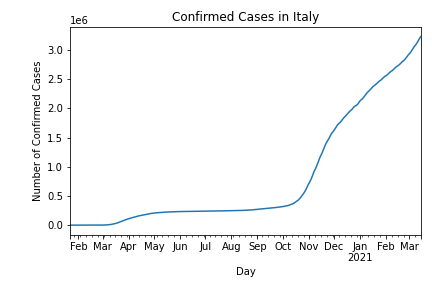 Confirmed Cases in Italy
1e6
3.0
2.5
2.0
1.5
1.0
0.5
0.0
Number of Confirmed Cases
Feb Mar Apr May Jun Jul Aug Sep Oct Nov Dec Jan Feb Mar
2021
Day